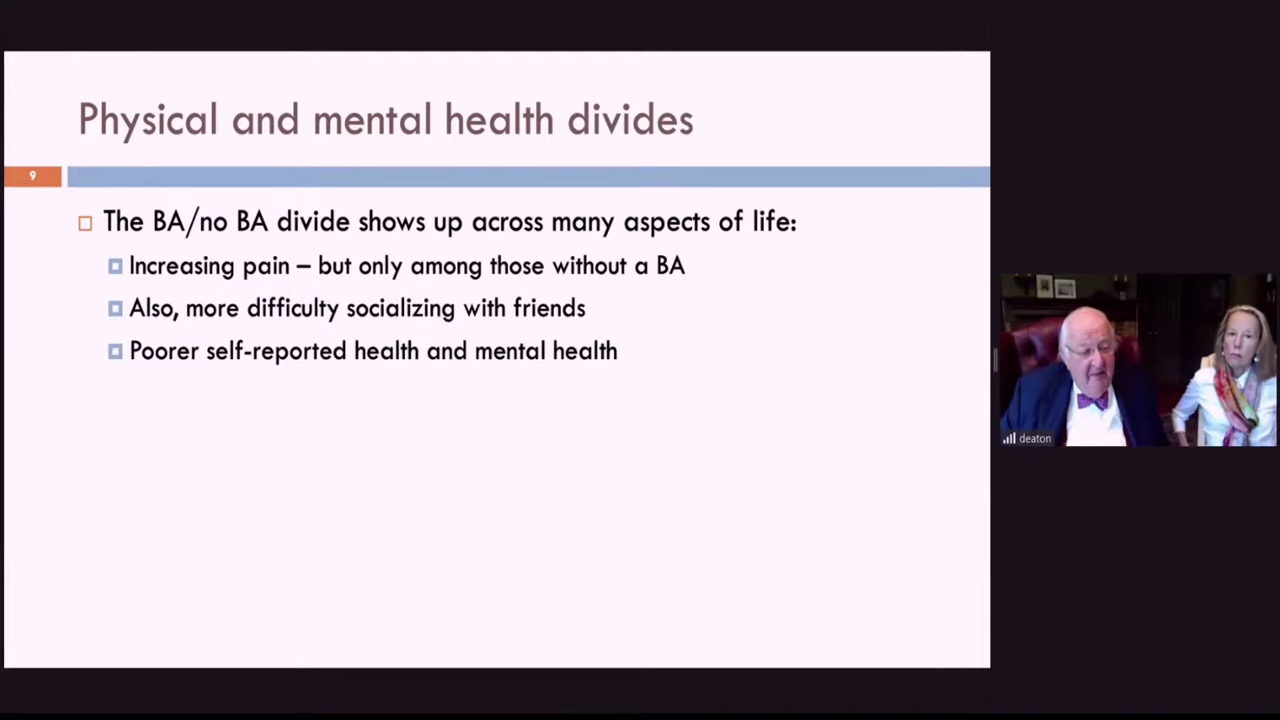 Physical and mental health divides
9
The BA/no BA divide shows up across many aspects of life:
Increasing pain – but only among those without a BA
Also, more difficulty socializing with friends
Poorer self-reported health and mental health
deaton